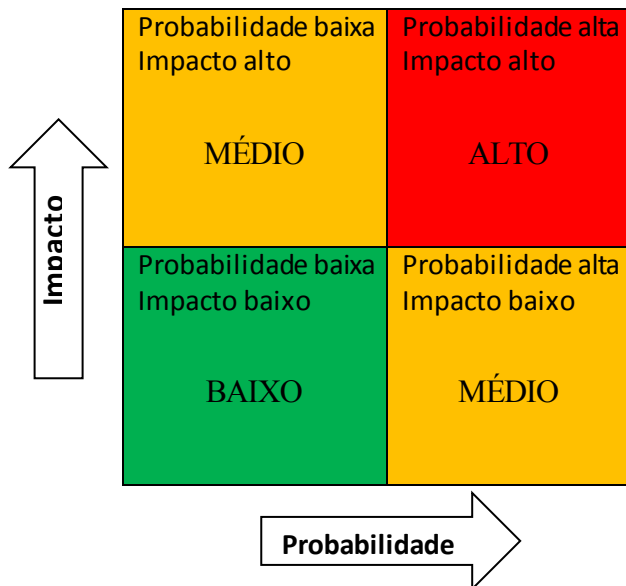 Probabilidade baixa
Impacto alto
MÉDIO
Probabilidade alta
Impacto alto
ALTO
Impacto
Probabilidade baixa
Impacto baixo
BAIXO
Probabilidade alta
Impacto baixo
MÉDIO
Probabilidade